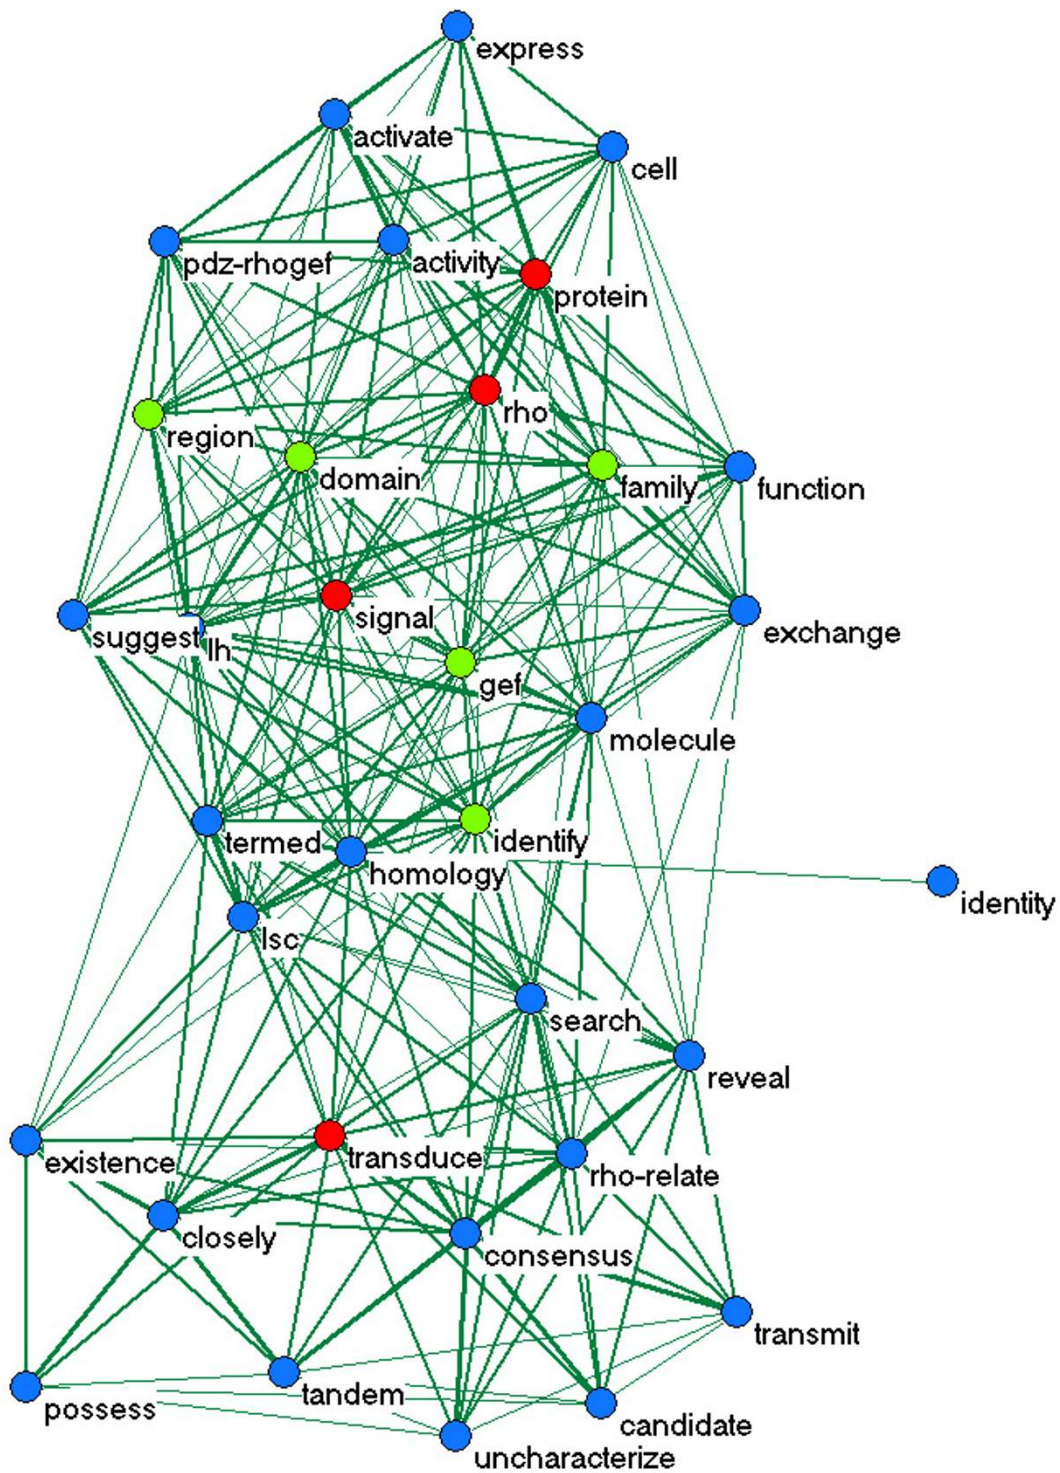 express
activate
cell
pdz-rhogef
activity
protein
rho
region
domain
family
function
signal
suggest
lh
exchange
gef
molecule
termed
identify
homology
identity
lsc
search
reveal
existence
transduce
rho-relate
closely
consensus
transmit
possess
tandem
candidate
uncharacterize